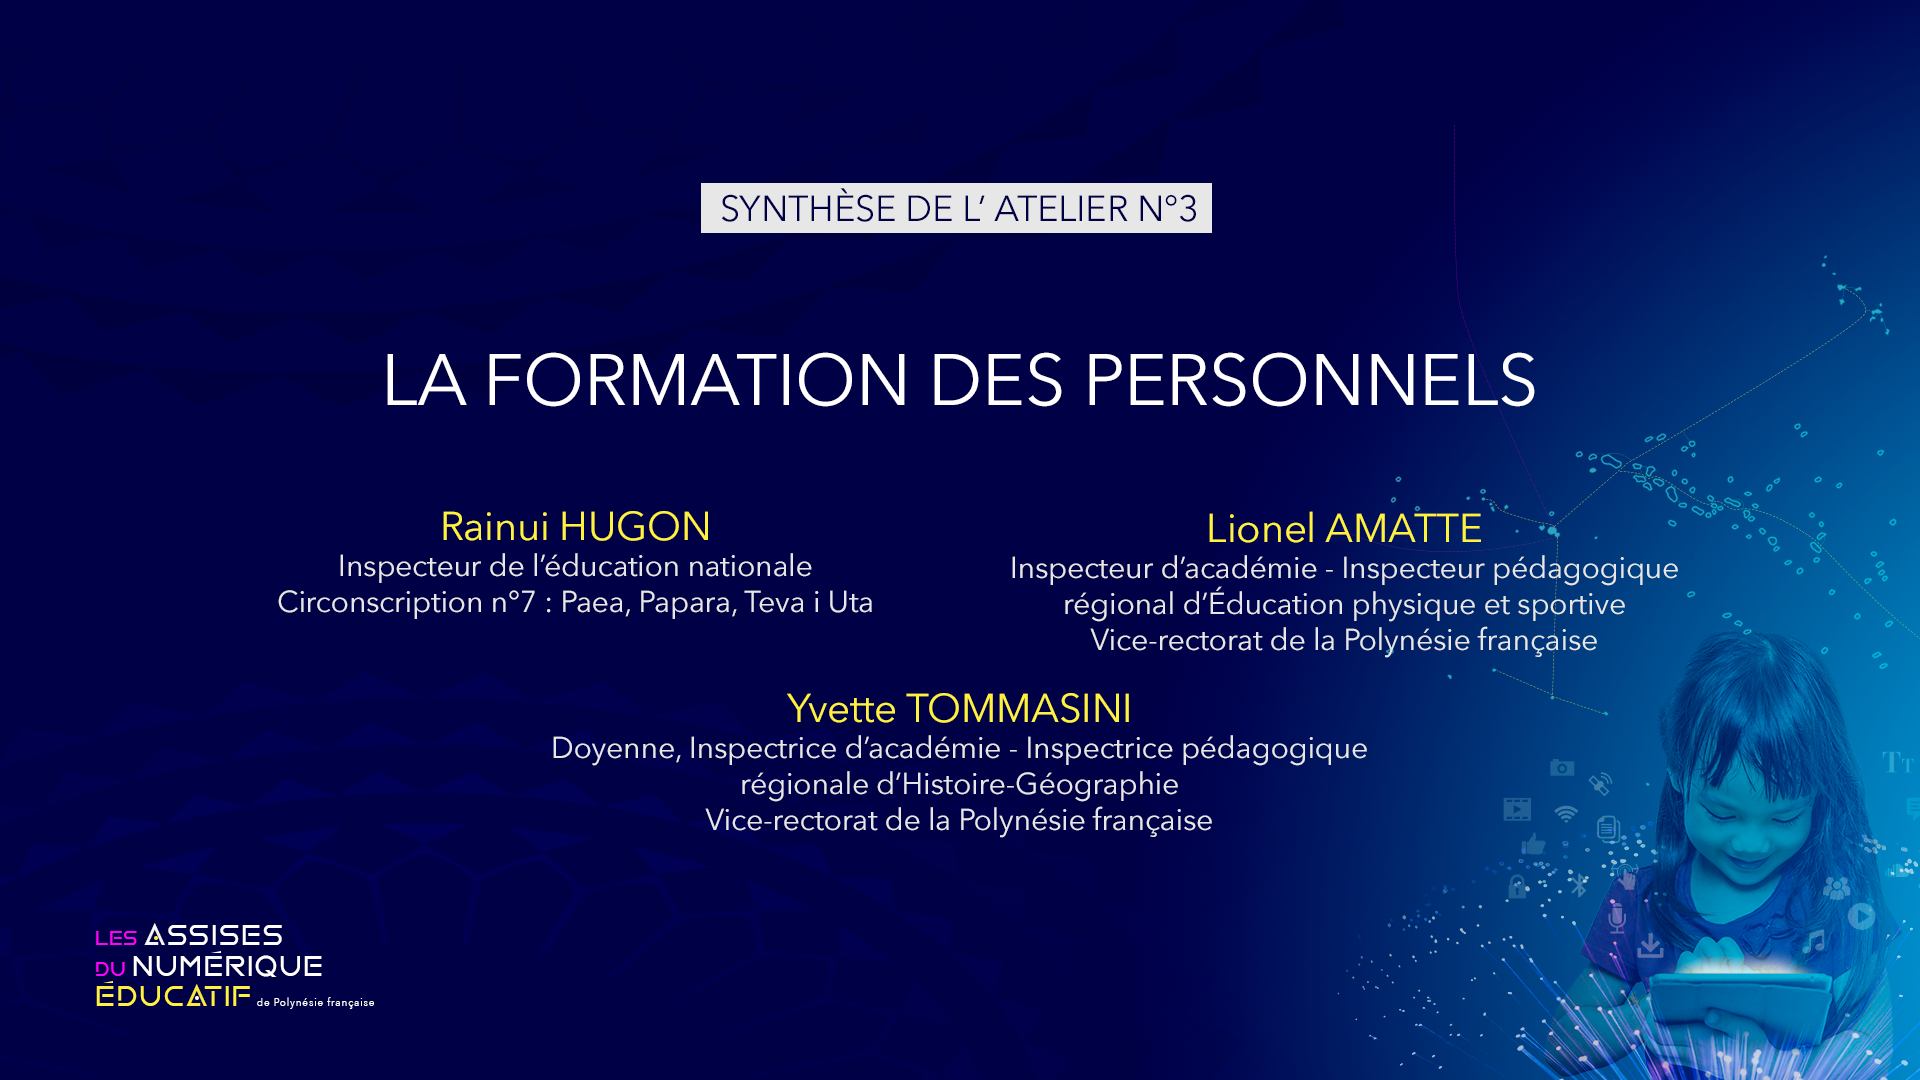 SYNTHÈSE DE L’ ATELIER N°3
LA FORMATION DES PERSONNELS
Rainui HUGON
Inspecteur de l’éducation nationale
Circonscription n°7 : Paea, Papara, Teva i Uta
Lionel AMATTE
Inspecteur d’académie - Inspecteur pédagogique
régional d’Éducation physique et sportive
Vice-rectorat de la Polynésie française
Yvette TOMMASINI
Doyenne, Inspectrice d’académie - Inspectrice pédagogique
régionale d’Histoire-Géographie
Vice-rectorat de la Polynésie française
LES ASSISES
DU NUMÉRIQUE
ÉDUCATIF de Polynésie française
TT